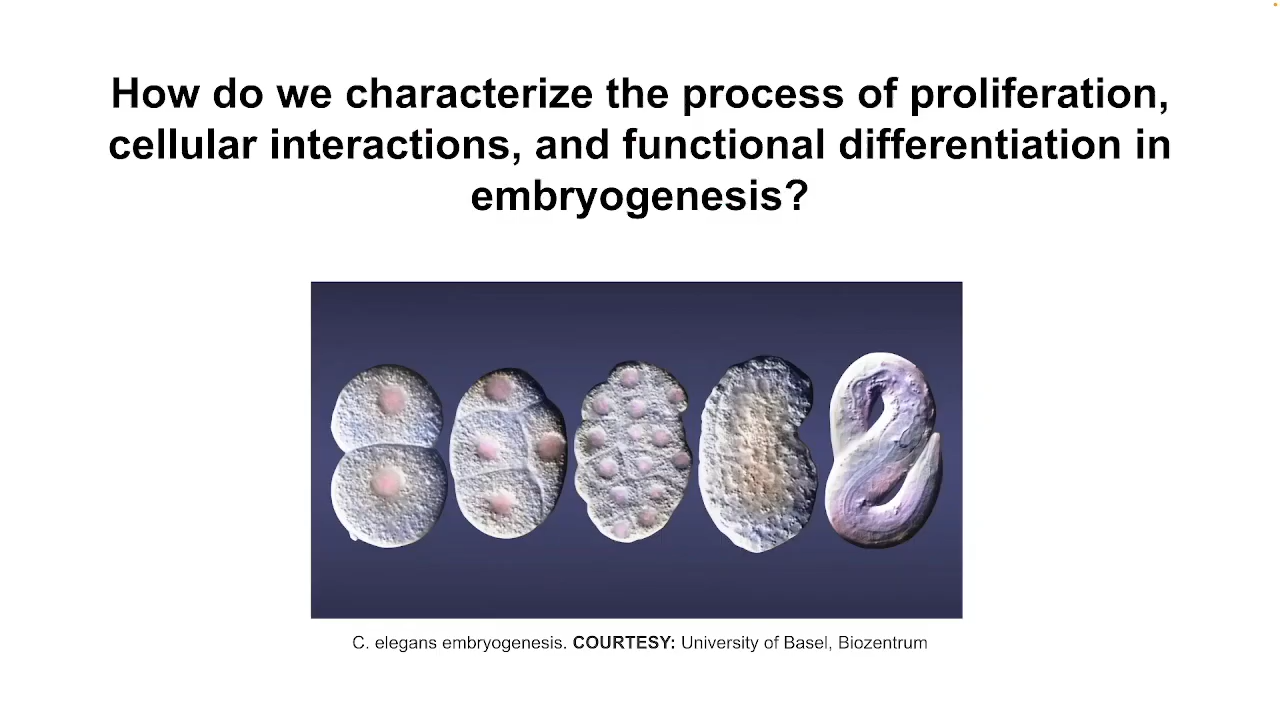 How do we characterize the process of proliferation,
cellular interactions, and functional differentiation in
embryogenesis?
C. elegans embryogenesis. COURTESY: University of Basel, Biozentrum